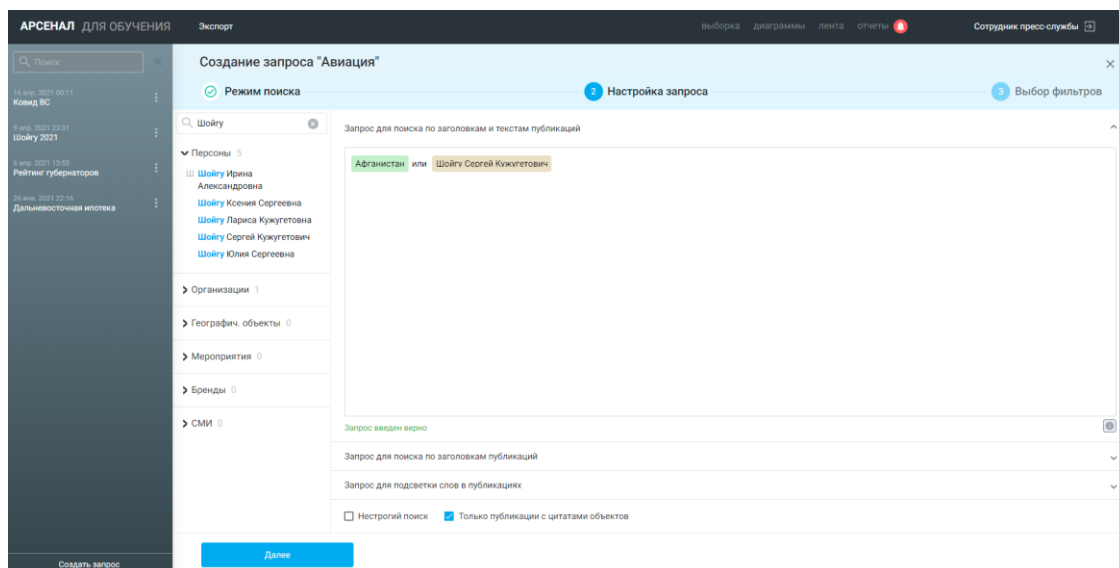 АРСЕНАЛ ДЛЯ ОБУЧЕНИЯ
Экспорт
выборка диаграммы лента отчеты
Сотрудник пресс-службы
Поиск
16 апр. 2021 00:11
Ковид ВС
9 апр. 2021 23:31
Шойгу 2021
6 апр. 2021 13:53
Рейтинг губернаторов
26 янв. 2021 22:16
Дальневосточная ипотека
Создать запрос
Создание запроса "Авиация"
Режим поиска
2 Настройка запроса
3 Выбор фильтров
Шойгу
Персоны 5
Ш Шойгу Ирина
Александровна
Шойгу Ксения Сергеевна
Шойгу Лариса Кужугетовна
Шойгу Сергей Кужугетович
Шойгу Юлия Сергеевна
Организации 1
Географич. объекты 0
Мероприятия 0
Бренды 0
СМИ 0
Запрос для поиска по заголовкам и текстам публикаций
Афганистан или Шойгу Сергей Кужугетович
Запрос введен верно
Запрос для поиска по заголовкам публикаций
Запрос для подсветки слов в публикациях
Нестрогий поиск Только публикации с цитатами объектов
Далее